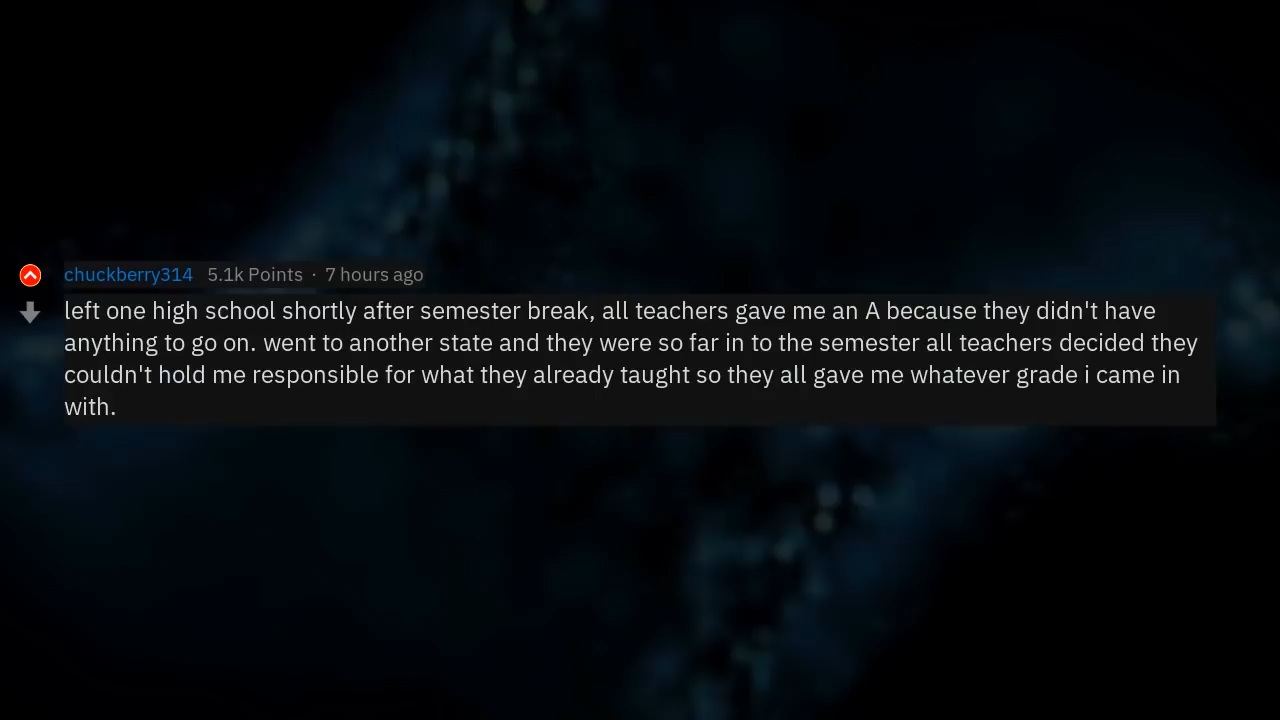 chuckberry314 5.1k Points · 7 hours ago
left one high school shortly after semester break, all teachers gave me an A because they didn't have
anything to go on. went to another state and they were so far in to the semester all teachers decided they
couldn't hold me responsible for what they already taught so they all gave me whatever grade i came in
with.